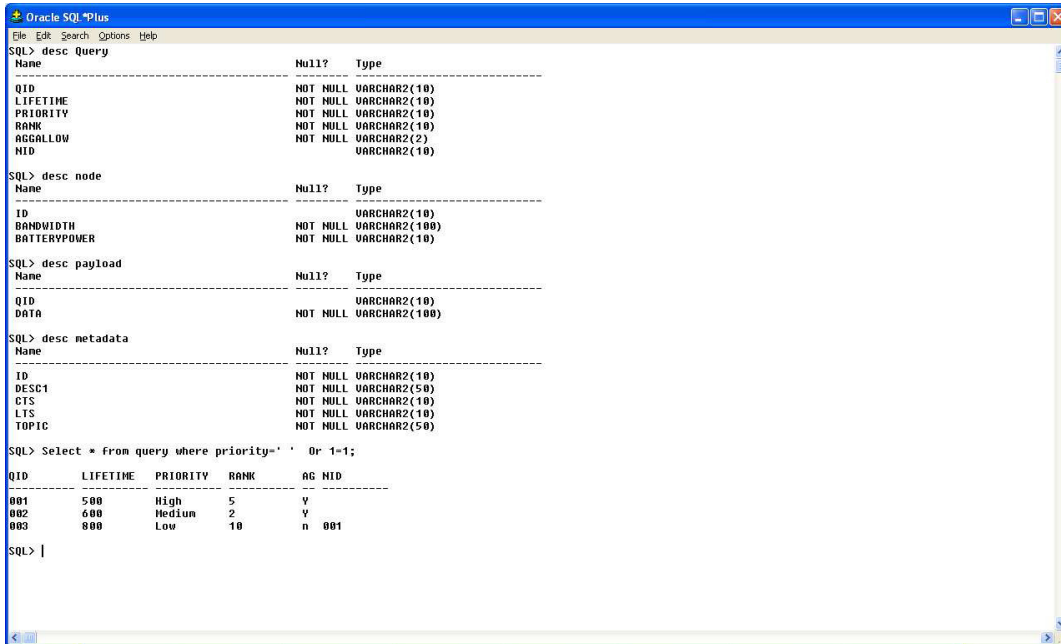 Oracle SQL*Plus
File Edit Search Options Help
SQL> desc Query
Name Null? Type
----------------------------------------- -------- ----------------------------
QID NOT NULL VARCHAR2(10)
LIFETIME NOT NULL VARCHAR2(10)
PRIORITY NOT NULL VARCHAR2(10)
RANK NOT NULL VARCHAR2(10)
AGGALLOW NOT NULL VARCHAR2(2)
NID VARCHAR2(10)
SQL> desc node
Name Null? Type
----------------------------------------- -------- ----------------------------
ID VARCHAR2(10)
BANDWIDTH NOT NULL VARCHAR2(100)
BATTERYPOWER NOT NULL VARCHAR2(10)
SQL> desc payload
Name Null? Type
----------------------------------------- -------- ----------------------------
QID VARCHAR2(10)
DATA NOT NULL VARCHAR2(100)
SQL> desc metadata
Name Null? Type
----------------------------------------- -------- ----------------------------
ID NOT NULL VARCHAR2(10)
DESC1 NOT NULL VARCHAR2(50)
CTS NOT NULL VARCHAR2(10)
LTS NOT NULL VARCHAR2(10)
TOPIC NOT NULL VARCHAR2(50)
SQL> Select * from query where priority=' '  Or 1=1;
QID LIFETIME PRIORITY RANK AG NID
---------- ---------- ---------- ---------- -- ----------
001 500 High 5 Y
002 600 Medium 2 Y
003 800 Low 10 n 001
SQL>